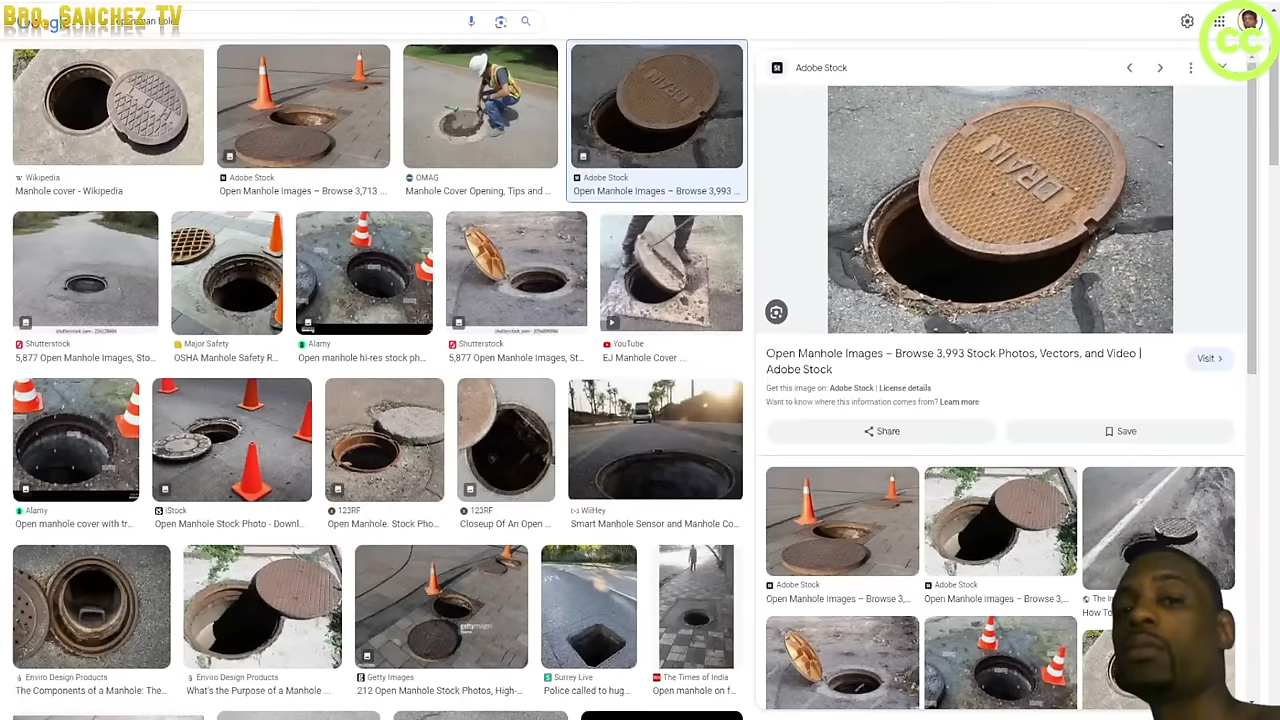 Bro. Sanchez TV
CC
Adobe Stock
DRAIN
Wikipedia
Manhole cover - Wikipedia
Adobe Stock
Open Manhole Images – Browse 3,713 ...
OMAG
Manhole Cover Opening, Tips and ...
Adobe Stock
Open Manhole Images – Browse 3,993 ...
DRAIN
Shutterstock
5,877 Open Manhole Images, Sto...
Major Safety
OSHA Manhole Safety R...
Alamy
Open manhole hi-res stock ph...
Shutterstock
5,877 Open Manhole Images, St...
YouTube
EJ Manhole Cover ...
Open Manhole Images – Browse 3,993 Stock Photos, Vectors, and Video |
Adobe Stock
Visit
Get this image on: Adobe Stock | License details
Want to know where this information comes from? Learn more
Share
Save
Alamy
Open manhole cover with tr...
iStock
Open Manhole Stock Photo - Downl...
123RF
Open Manhole. Stock Pho...
123RF
Closeup Of An Open ...
WiiHey
Smart Manhole Sensor and Manhole Co...
Adobe Stock
Open Manhole Images – Browse 3,...
Adobe Stock
Open Manhole Images – Browse 3,...
How To
gettyimages
Enviro Design Products
The Components of a Manhole: The...
Enviro Design Products
What's the Purpose of a Manhole ...
Getty Images
212 Open Manhole Stock Photos, High-...
Surrey Live
Police called to hug...
The Times of India
Open manhole on f...